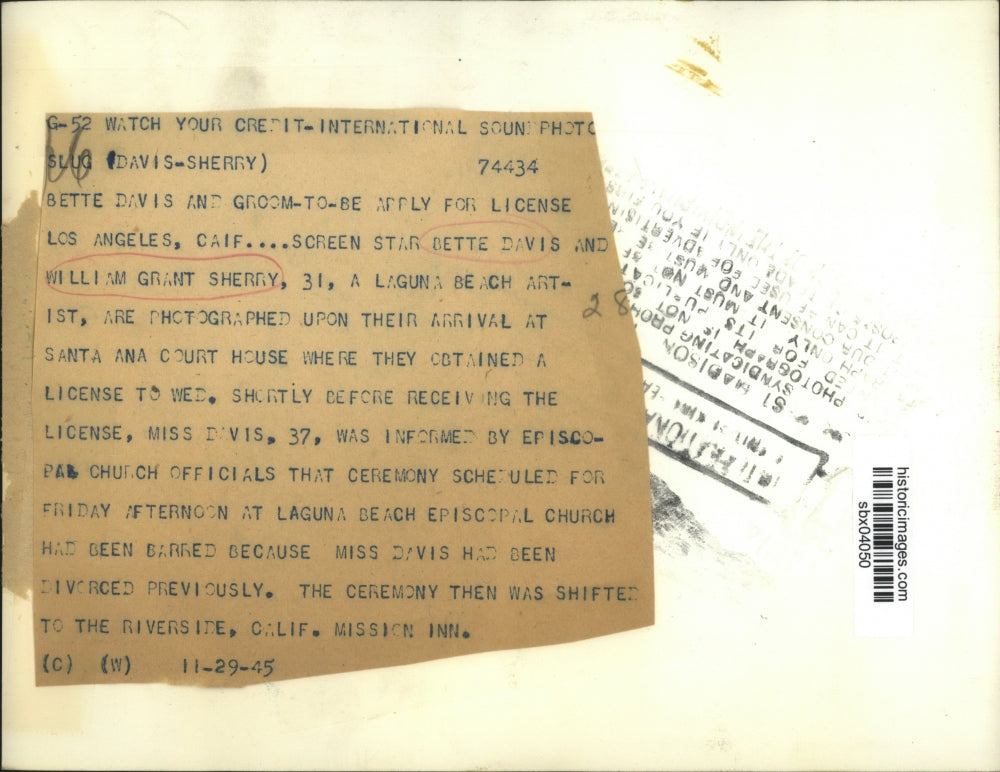 G-52 WATCH YOUR CREDIT-INTERNATIONAL SOUNDPHOTO
SLUG (DAVIS-SHERRY) 74434
BETTE DAVIS AND GROOM-TO-BE APPLY FOR LICENSE
LOS ANGELES, CAIF....SCREEN STAR BETTE DAVIS AND
WILLIAM GRANT SHERRY, 31, A LAGUNA BEACH ART-
IST, ARE PHOTOGRAPHED UPON THEIR ARRIVAL AT
SANTA ANA COURT HOUSE WHERE THEY OBTAINED A
LICENSE TO WED. SHORTLY BEFORE RECEIVING THE
LICENSE, MISS DAVIS, 37, WAS INFORMED BY EPISCO-
PAL CHURCH OFFICIALS THAT CEREMONY SCHEDULED FOR
FRIDAY AFTERNOON AT LAGUNA BEACH EPISCOPAL CHURCH
HAD BEEN BARRED BECAUSE MISS DAVIS HAD BEEN
DIVORCED PREVIOUSLY. THE CEREMONY THEN WAS SHIFTED
TO THE RIVERSIDE, CALIF. MISSION INN.
(C) (W) 11-29-45
28
SYNDICATING
PHOTOGRAPH IS
MADISON
historicimages.com
sbx04050